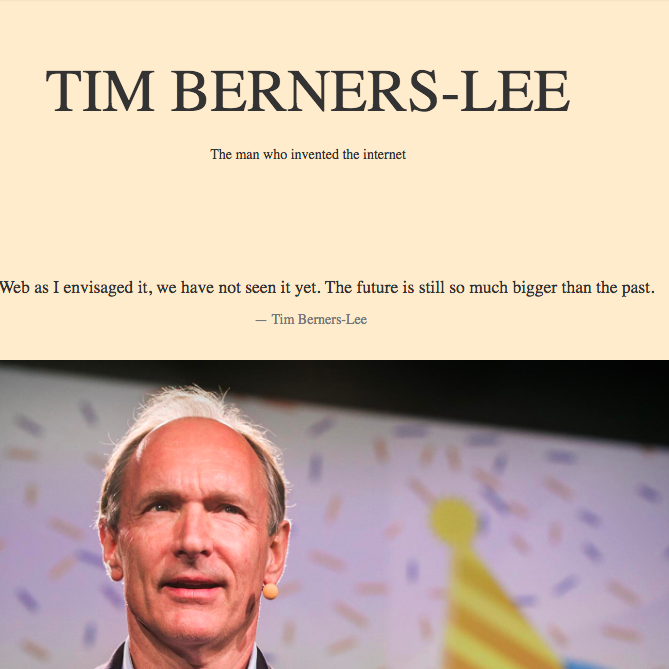 TIM BERNERS-LEE
The man who invented the internet
Web as I envisaged it, we have not seen it yet. The future is still so much bigger than the past.
— Tim Berners-Lee